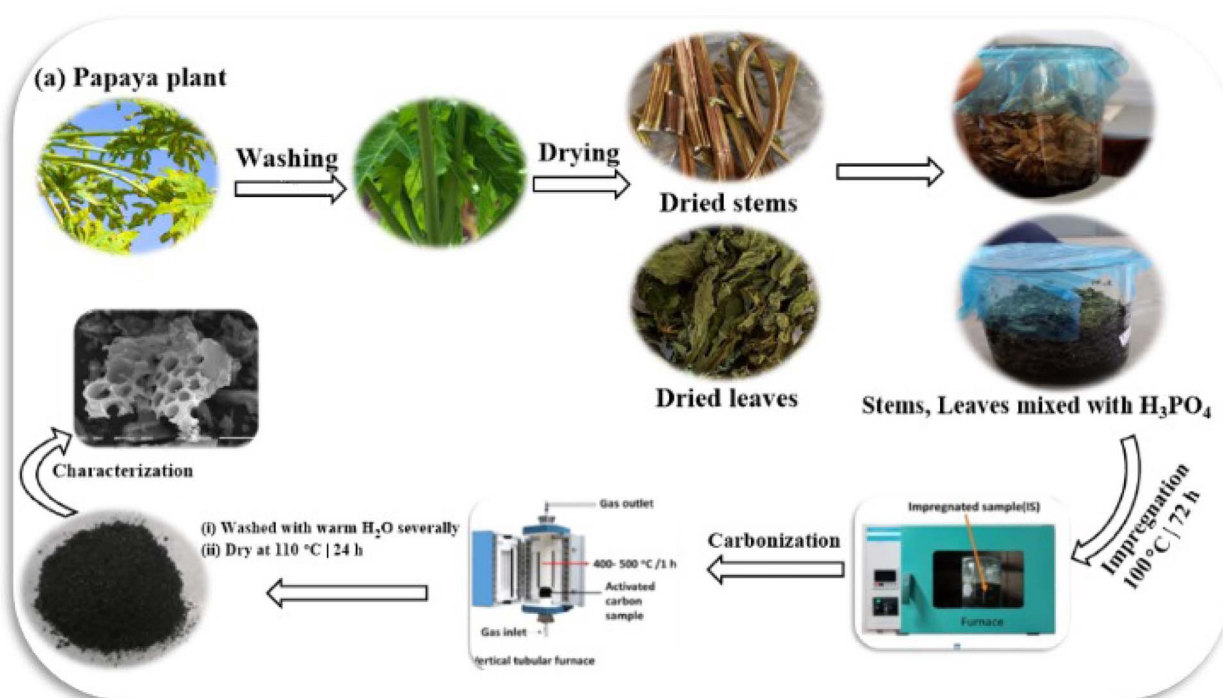 (a) Papaya plant
Washing
Drying
Dried stems
Dried leaves
Stems, Leaves mixed with H₃PO₄
Impregnation
100°C | 72 h
Impregnated sample(IS)
Furnace
Carbonization
Gas outlet
400- 500 °C /1 h
Activated
carbon
sample
Gas inlet
Vertical tubular furnace
(i) Washed with warm H₂O severally
(ii) Dry at 110 °C | 24 h
Characterization